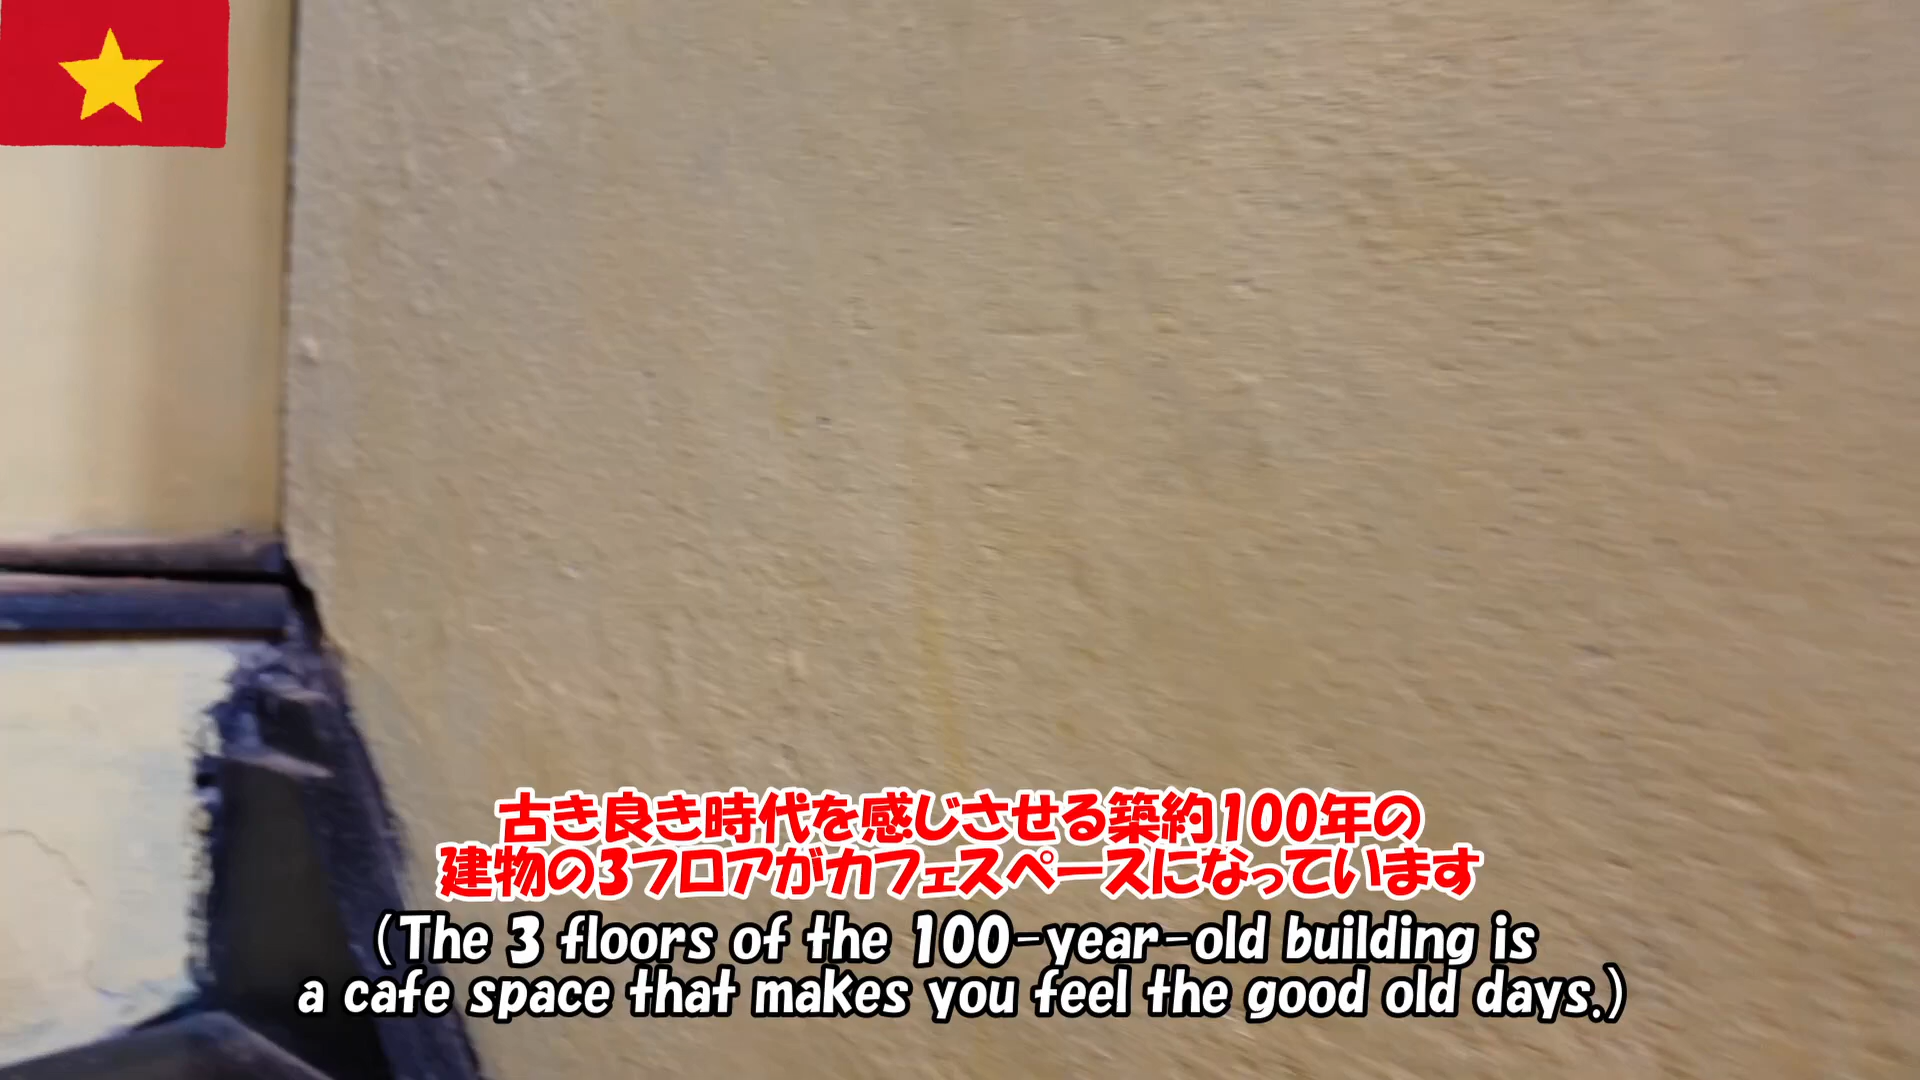 古き良き時代を感じさせる築約100年の
建物の3フロアがカフェスペースになっています
(The 3 floors of the 100-year-old building is
a cafe space that makes you feel the good old days.)